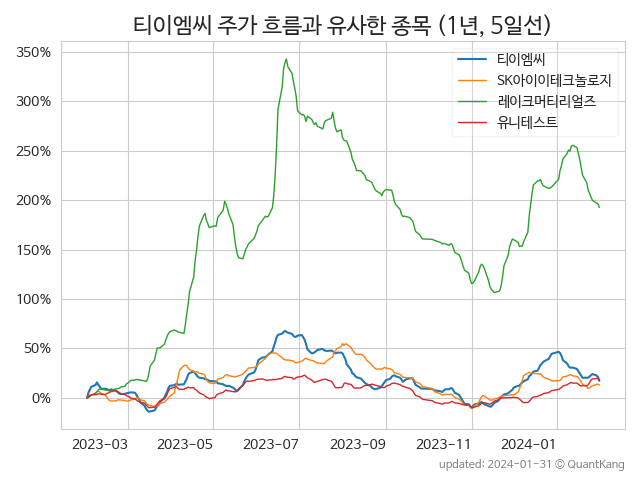 티이엠씨 주가 흐름과 유사한 종목 (1년, 5일선)
티이엠씨
SK아이이테크놀로지
레이크머티리얼즈
유니테스트
350%
300%
250%
200%
150%
100%
50%
0%
2023-03 2023-05 2023-07 2023-09 2023-11 2024-01
updated: 2024-01-31 © QuantKang